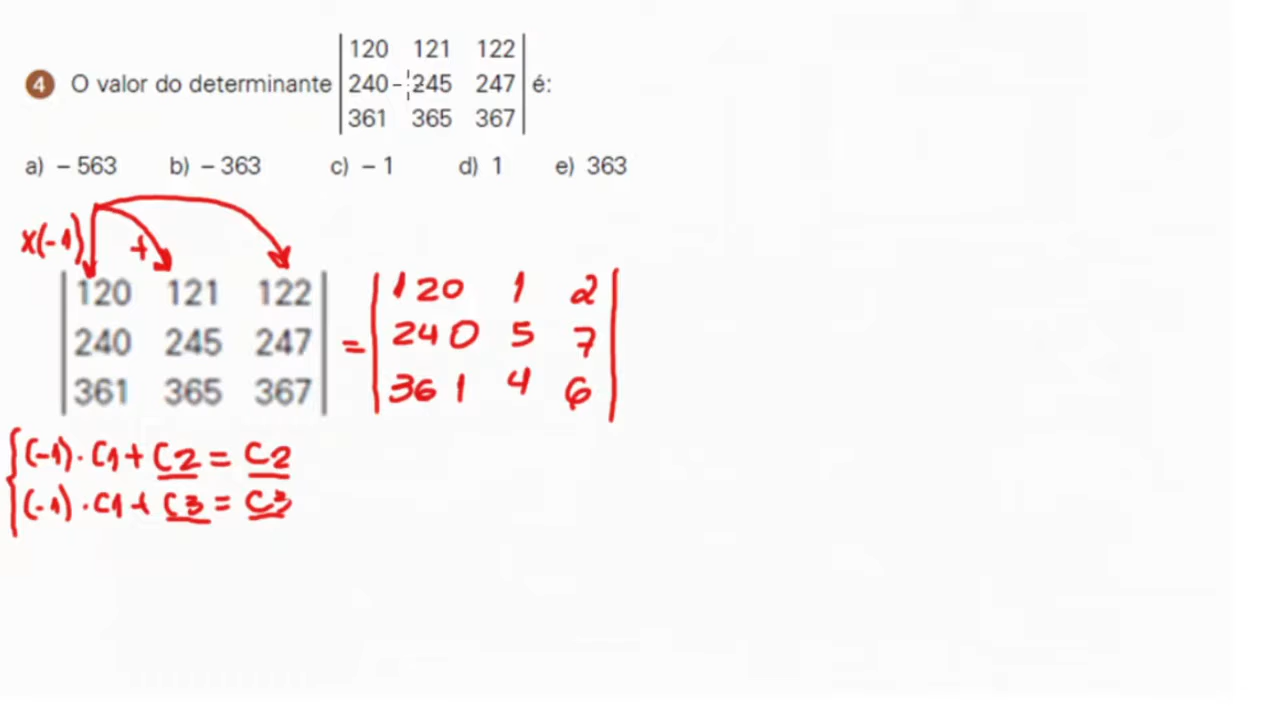 120 121 122
4 O valor do determinante 240 245 247 é:
361 365 367
a) – 563 b) – 363 c) – 1 d) 1 e) 363
x(-1) +
120 121 122 120 1 2
240 245 247 = 240 5 7
361 365 367 361 4 6
(-1) · C1 + C2 = C2
(-1) · C1 + C3 = C3